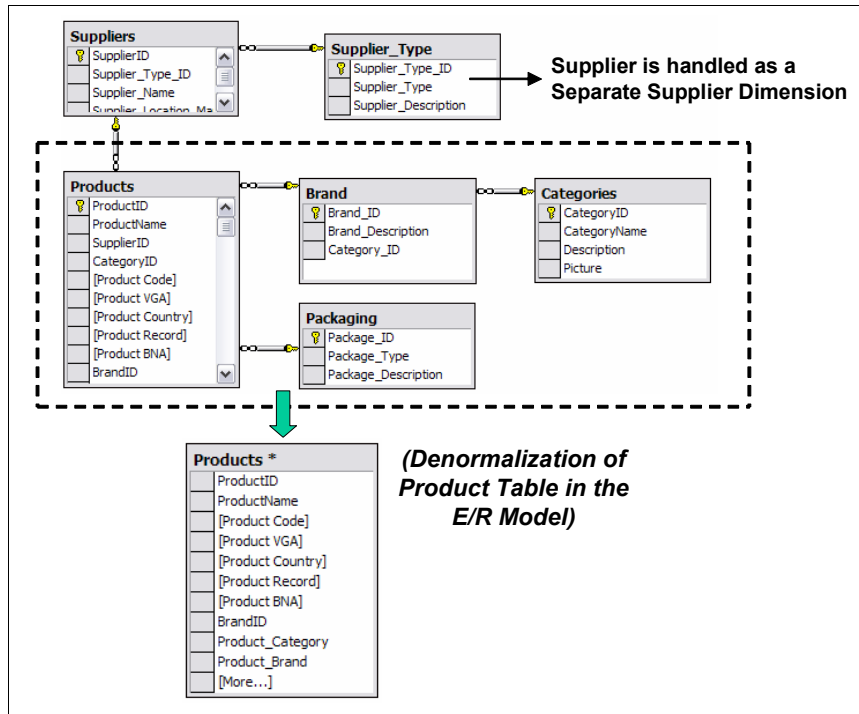 Suppliers
SupplierID
Supplier_Type_ID
Supplier_Name
Supplier_Location_Ma
Supplier_Type
Supplier_Type_ID
Supplier_Type
Supplier_Description
Supplier is handled as a
Separate Supplier Dimension
Products
ProductID
ProductName
SupplierID
CategoryID
[Product Code]
[Product VGA]
[Product Country]
[Product Record]
[Product BNA]
BrandID
Brand
Brand_ID
Brand_Description
Category_ID
Categories
CategoryID
CategoryName
Description
Picture
Packaging
Package_ID
Package_Type
Package_Description
Products *
ProductID
ProductName
[Product Code]
[Product VGA]
[Product Country]
[Product Record]
[Product BNA]
BrandID
Product_Category
Product_Brand
[More...]
(Denormalization of
Product Table in the
E/R Model)